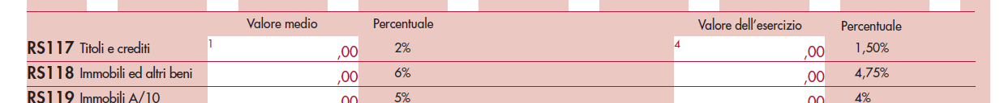 Valore medio Percentuale Valore dell'esercizio Percentuale
RS117 Titoli e crediti 1 ,00 2% 4 ,00 1,50%
RS118 Immobili ed altri beni ,00 6% ,00 4,75%
RS119 Immobili A/10 ,00 5% ,00 4%